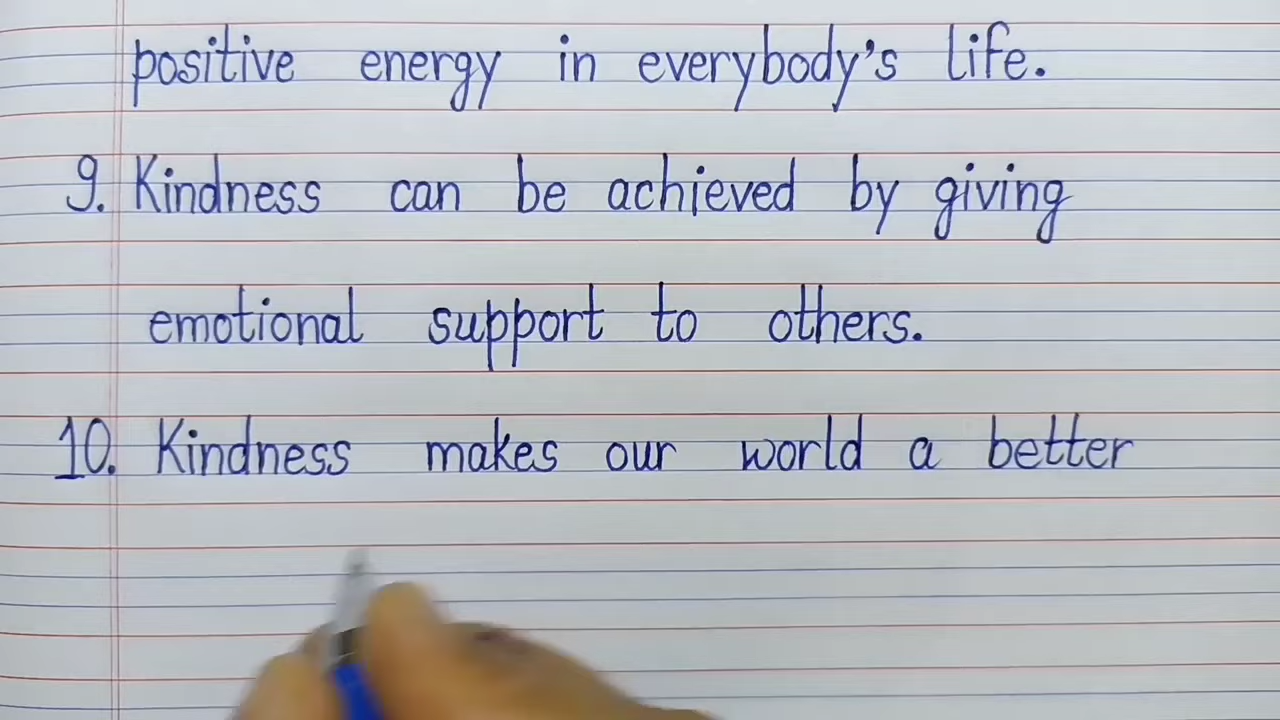 positive energy in everybody's life.
9. Kindness can be achieved by giving
emotional support to others.
10. Kindness makes our world a better